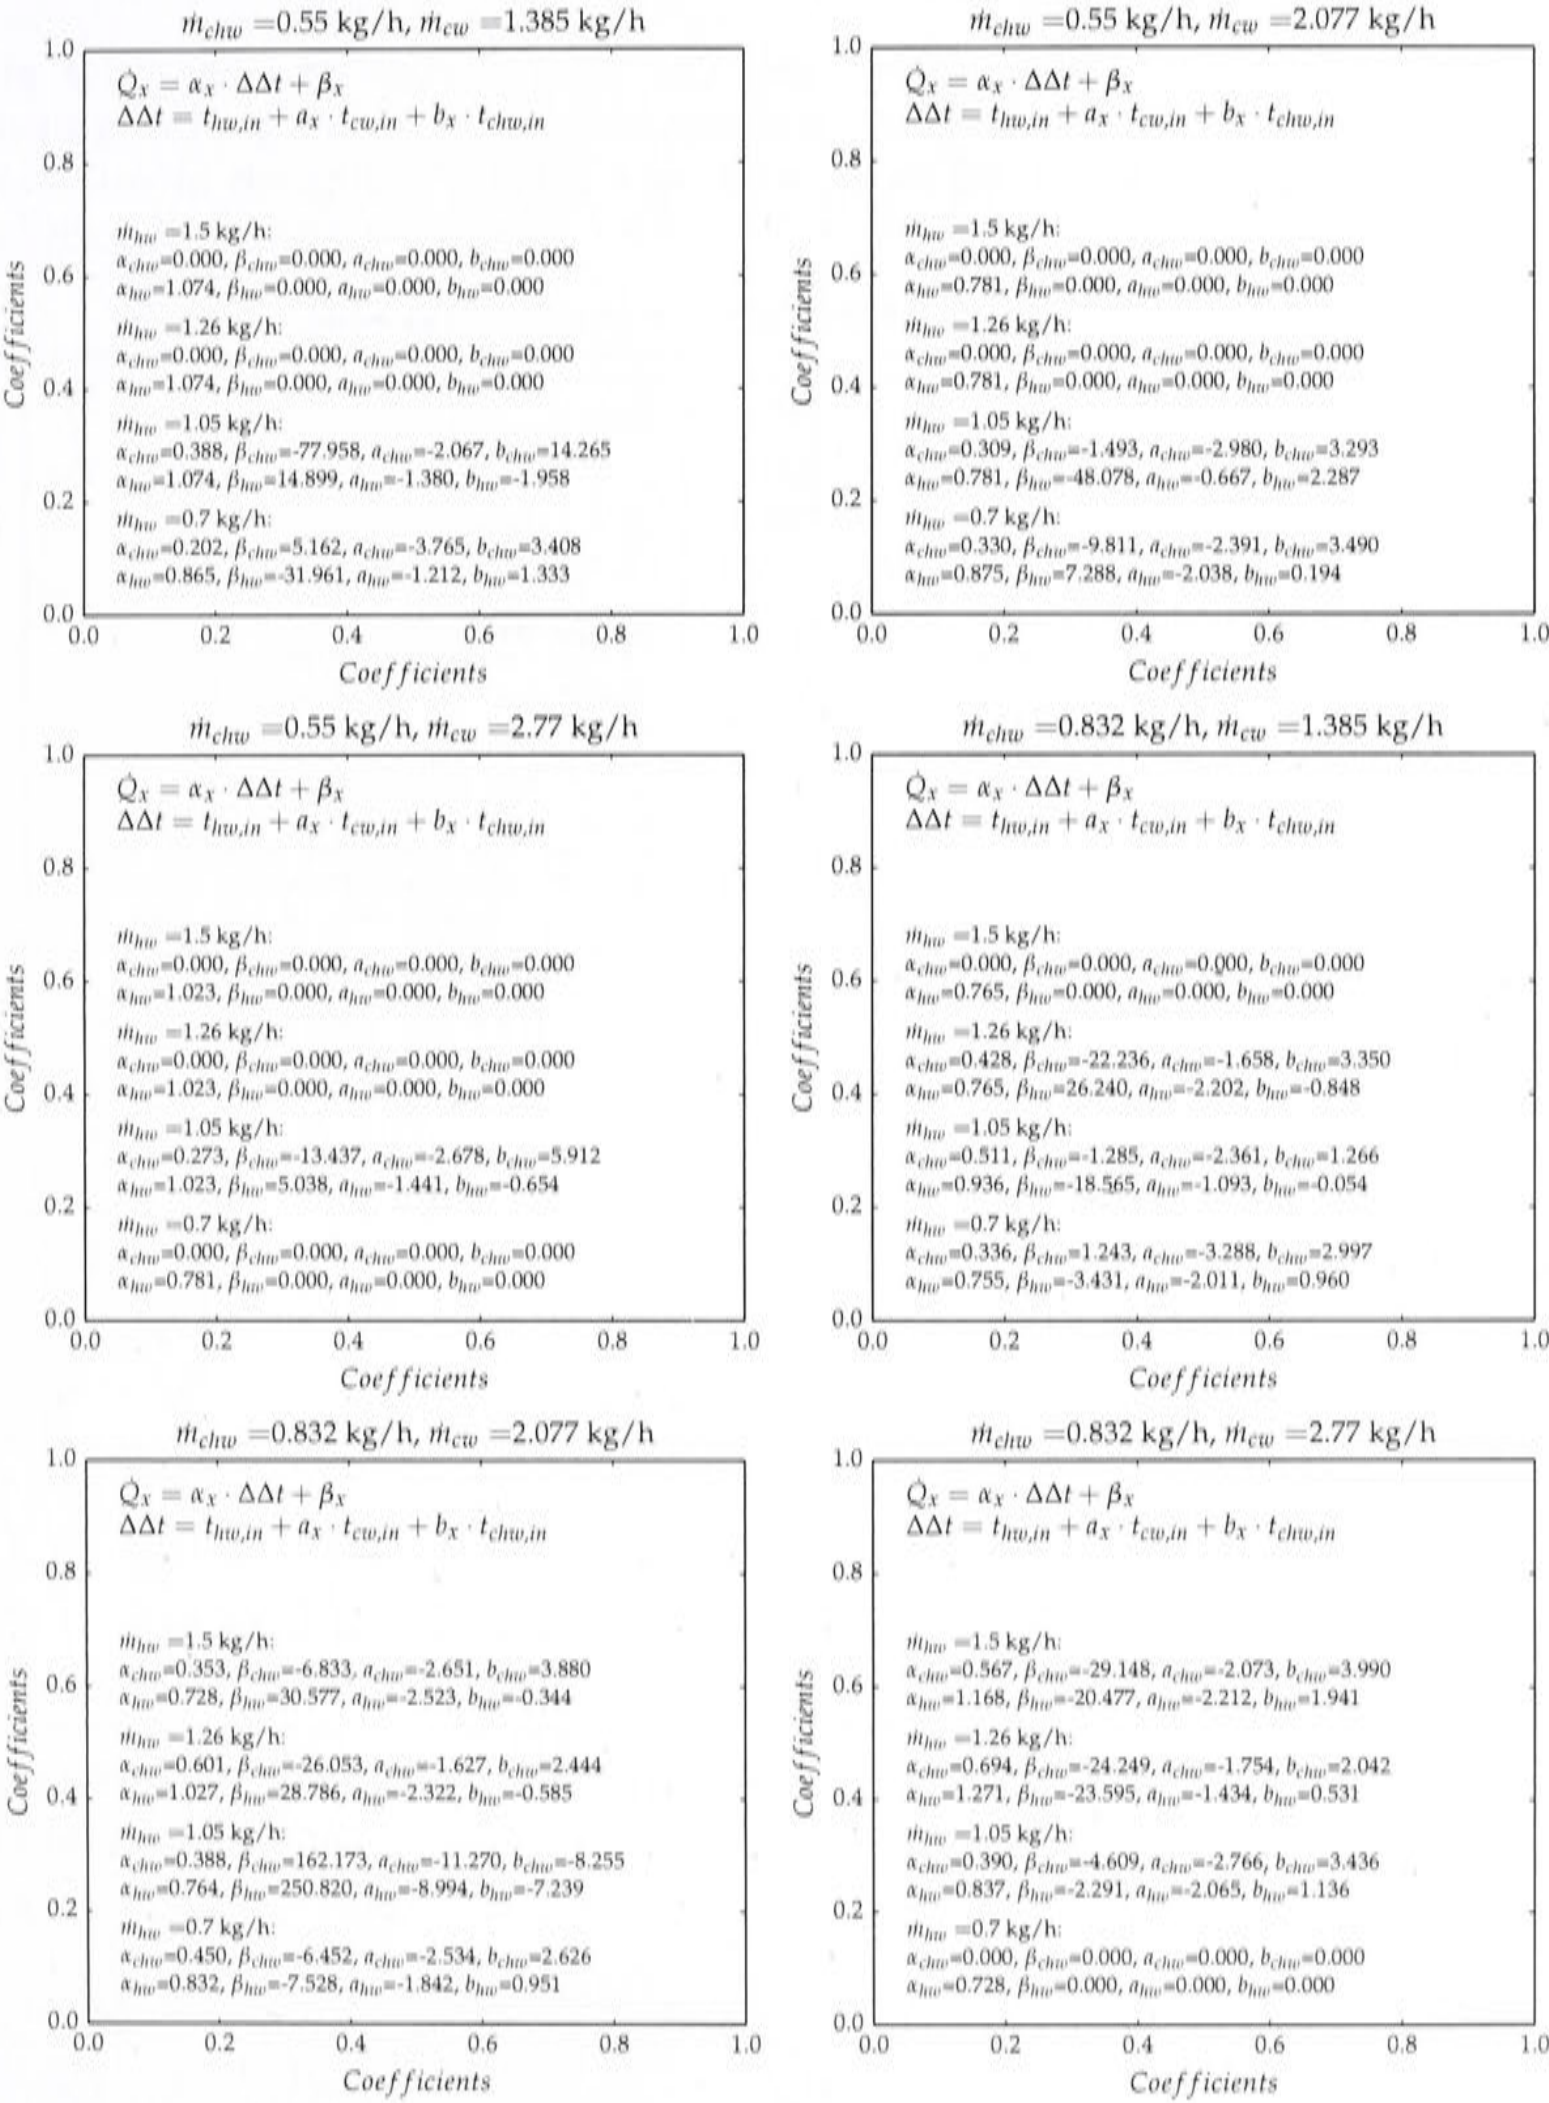 ṁchw =0.55 kg/h, ṁcw =1.385 kg/h
Q̇x = αx · ΔΔt + βx
ΔΔt = thw,in + ax · tcw,in + bx · tchw,in
ṁhw =1.5 kg/h:
αchw=0.000, βchw=0.000, achw=0.000, bchw=0.000
αhw=1.074, βhw=0.000, ahw=0.000, bhw=0.000
ṁhw =1.26 kg/h:
αchw=0.000, βchw=0.000, achw=0.000, bchw=0.000
αhw=1.074, βhw=0.000, ahw=0.000, bhw=0.000
ṁhw =1.05 kg/h:
αchw=0.388, βchw=-77.958, achw=-2.067, bchw=14.265
αhw=1.074, βhw=14.899, ahw=-1.380, bhw=-1.958
ṁhw =0.7 kg/h:
αchw=0.202, βchw=5.162, achw=-3.765, bchw=3.408
αhw=0.865, βhw=-31.961, ahw=-1.212, bhw=1.333
1.0
0.8
0.6
0.4
0.2
0.0
Coefficients
0.0 0.2 0.4 0.6 0.8 1.0
Coefficients
ṁchw =0.55 kg/h, ṁcw =2.077 kg/h
Q̇x = αx · ΔΔt + βx
ΔΔt = thw,in + ax · tcw,in + bx · tchw,in
ṁhw =1.5 kg/h:
αchw=0.000, βchw=0.000, achw=0.000, bchw=0.000
αhw=0.781, βhw=0.000, ahw=0.000, bhw=0.000
ṁhw =1.26 kg/h:
αchw=0.000, βchw=0.000, achw=0.000, bchw=0.000
αhw=0.781, βhw=0.000, ahw=0.000, bhw=0.000
ṁhw =1.05 kg/h:
αchw=0.309, βchw=-1.493, achw=-2.980, bchw=3.293
αhw=0.781, βhw=-48.078, ahw=-0.667, bhw=2.287
ṁhw =0.7 kg/h:
αchw=0.330, βchw=-9.811, achw=-2.391, bchw=3.490
αhw=0.875, βhw=7.288, ahw=-2.038, bhw=0.194
1.0
0.8
0.6
0.4
0.2
0.0
Coefficients
0.0 0.2 0.4 0.6 0.8 1.0
Coefficients
ṁchw =0.55 kg/h, ṁcw =2.77 kg/h
Q̇x = αx · ΔΔt + βx
ΔΔt = thw,in + ax · tcw,in + bx · tchw,in
ṁhw =1.5 kg/h:
αchw=0.000, βchw=0.000, achw=0.000, bchw=0.000
αhw=1.023, βhw=0.000, ahw=0.000, bhw=0.000
ṁhw =1.26 kg/h:
αchw=0.000, βchw=0.000, achw=0.000, bchw=0.000
αhw=1.023, βhw=0.000, ahw=0.000, bhw=0.000
ṁhw =1.05 kg/h:
αchw=0.273, βchw=-13.437, achw=-2.678, bchw=5.912
αhw=1.023, βhw=5.038, ahw=-1.441, bhw=-0.654
ṁhw =0.7 kg/h:
αchw=0.000, βchw=0.000, achw=0.000, bchw=0.000
αhw=0.781, βhw=0.000, ahw=0.000, bhw=0.000
1.0
0.8
0.6
0.4
0.2
0.0
Coefficients
0.0 0.2 0.4 0.6 0.8 1.0
Coefficients
ṁchw =0.832 kg/h, ṁcw =1.385 kg/h
Q̇x = αx · ΔΔt + βx
ΔΔt = thw,in + ax · tcw,in + bx · tchw,in
ṁhw =1.5 kg/h:
αchw=0.000, βchw=0.000, achw=0.000, bchw=0.000
αhw=0.765, βhw=0.000, ahw=0.000, bhw=0.000
ṁhw =1.26 kg/h:
αchw=0.428, βchw=-22.236, achw=-1.658, bchw=3.350
αhw=0.765, βhw=26.240, ahw=-2.202, bhw=-0.848
ṁhw =1.05 kg/h:
αchw=0.511, βchw=-1.285, achw=-2.361, bchw=1.266
αhw=0.936, βhw=-18.565, ahw=-1.093, bhw=-0.054
ṁhw =0.7 kg/h:
αchw=0.336, βchw=1.243, achw=-3.288, bchw=2.997
αhw=0.755, βhw=-3.431, ahw=-2.011, bhw=0.960
1.0
0.8
0.6
0.4
0.2
0.0
Coefficients
0.0 0.2 0.4 0.6 0.8 1.0
Coefficients
ṁchw =0.832 kg/h, ṁcw =2.077 kg/h
Q̇x = αx · ΔΔt + βx
ΔΔt = thw,in + ax · tcw,in + bx · tchw,in
ṁhw =1.5 kg/h:
αchw=0.353, βchw=-6.833, achw=-2.651, bchw=3.880
αhw=0.728, βhw=30.577, ahw=-2.523, bhw=-0.344
ṁhw =1.26 kg/h:
αchw=0.601, βchw=-26.053, achw=-1.627, bchw=2.444
αhw=1.027, βhw=28.786, ahw=-2.322, bhw=-0.585
ṁhw =1.05 kg/h:
αchw=0.388, βchw=162.173, achw=-11.270, bchw=-8.255
αhw=0.764, βhw=250.820, ahw=-8.994, bhw=-7.239
ṁhw =0.7 kg/h:
αchw=0.450, βchw=-6.452, achw=-2.534, bchw=2.626
αhw=0.832, βhw=-7.528, ahw=-1.842, bhw=0.951
1.0
0.8
0.6
0.4
0.2
0.0
Coefficients
0.0 0.2 0.4 0.6 0.8 1.0
Coefficients
ṁchw =0.832 kg/h, ṁcw =2.77 kg/h
Q̇x = αx · ΔΔt + βx
ΔΔt = thw,in + ax · tcw,in + bx · tchw,in
ṁhw =1.5 kg/h:
αchw=0.567, βchw=-29.148, achw=-2.073, bchw=3.990
αhw=1.168, βhw=-20.477, ahw=-2.212, bhw=1.941
ṁhw =1.26 kg/h:
αchw=0.694, βchw=-24.249, achw=-1.754, bchw=2.042
αhw=1.271, βhw=-23.595, ahw=-1.434, bhw=0.531
ṁhw =1.05 kg/h:
αchw=0.390, βchw=-4.609, achw=-2.766, bchw=3.436
αhw=0.837, βhw=-2.291, ahw=-2.065, bhw=1.136
ṁhw =0.7 kg/h:
αchw=0.000, βchw=0.000, achw=0.000, bchw=0.000
αhw=0.728, βhw=0.000, ahw=0.000, bhw=0.000
1.0
0.8
0.6
0.4
0.2
0.0
Coefficients
0.0 0.2 0.4 0.6 0.8 1.0
Coefficients